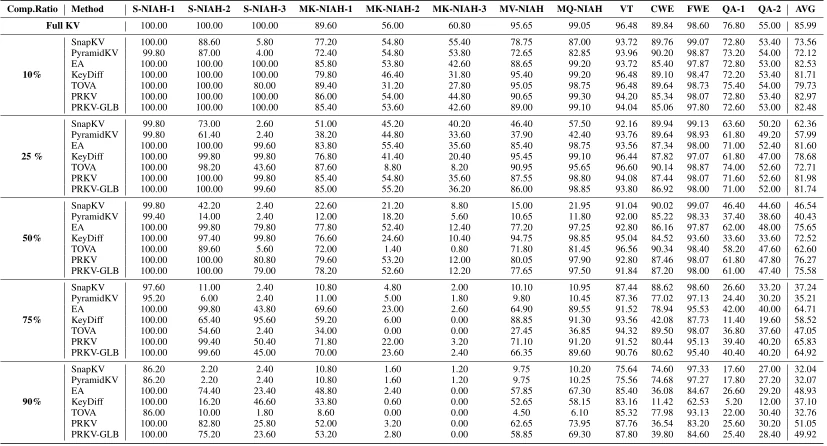 Comp.Ratio Method S-NIAH-1 S-NIAH-2 S-NIAH-3 MK-NIAH-1 MK-NIAH-2 MK-NIAH-3 MV-NIAH MQ-NIAH VT CWE FWE QA-1 QA-2 AVG
Full KV 100.00 100.00 100.00 89.60 56.00 60.80 95.65 99.05 96.48 89.84 98.60 76.80 55.00 85.99
SnapKV 100.00 88.60 5.80 77.20 54.80 55.40 78.75 87.00 93.72 89.76 99.07 72.80 53.40 73.56
PyramidKV 99.80 87.00 4.00 72.40 54.80 53.80 72.65 82.85 93.96 90.20 98.87 73.20 54.00 72.12
EA 100.00 100.00 100.00 85.80 53.80 42.60 88.65 99.20 93.72 85.40 97.87 72.80 53.00 82.53
10% KeyDiff 100.00 100.00 100.00 79.80 46.40 31.80 95.40 99.20 96.48 89.10 98.47 72.20 53.40 81.71
TOVA 100.00 100.00 80.00 89.40 31.20 27.80 95.05 98.75 96.48 89.64 98.73 75.40 54.00 79.73
PRKV 100.00 100.00 100.00 86.00 54.00 44.80 90.65 99.30 94.20 85.34 98.07 72.80 53.40 82.97
PRKV-GLB 100.00 100.00 100.00 85.40 53.60 42.60 89.00 99.10 94.04 85.06 97.80 72.60 53.00 82.48
SnapKV 99.80 73.00 2.60 51.00 45.20 40.20 46.40 57.50 92.16 89.94 99.13 63.60 50.20 62.36
PyramidKV 99.80 61.40 2.40 38.20 44.80 33.60 37.90 42.40 93.76 89.64 98.93 61.80 49.20 57.99
EA 100.00 100.00 99.60 83.80 55.40 35.60 85.40 98.75 93.56 87.34 98.00 71.00 52.40 81.60
25 % KeyDiff 100.00 99.80 99.80 76.80 41.40 20.40 95.45 99.10 96.44 87.82 97.07 61.80 47.00 78.68
TOVA 100.00 98.20 43.60 87.60 8.80 8.20 90.95 95.65 96.60 90.14 98.87 74.00 52.60 72.71
PRKV 100.00 100.00 99.80 85.40 54.80 35.60 87.55 98.80 94.08 87.44 98.07 71.60 52.60 81.98
PRKV-GLB 100.00 100.00 99.60 85.00 55.20 36.20 86.00 98.85 93.80 86.92 98.00 71.00 52.00 81.74
SnapKV 99.80 42.20 2.40 22.60 21.20 8.80 15.00 21.95 91.04 90.02 99.07 46.40 44.60 46.54
PyramidKV 99.40 14.00 2.40 12.00 18.20 5.60 10.65 11.80 92.00 85.22 98.33 37.40 38.60 40.43
EA 100.00 99.80 79.80 77.80 52.40 12.40 77.20 97.25 92.80 86.16 97.87 62.00 48.00 75.65
50% KeyDiff 100.00 97.40 99.80 76.60 24.60 10.40 94.75 98.85 95.04 84.52 93.60 33.60 33.60 72.52
TOVA 100.00 89.60 5.60 72.00 1.40 0.80 71.80 81.45 96.56 90.34 98.40 58.20 47.60 62.60
PRKV 100.00 100.00 80.80 79.60 53.20 12.00 80.05 97.90 92.80 87.46 98.07 61.80 47.80 76.27
PRKV-GLB 100.00 100.00 79.00 78.20 52.60 12.20 77.65 97.50 91.84 87.20 98.00 61.00 47.40 75.58
SnapKV 97.60 11.00 2.40 10.80 4.80 2.00 10.10 10.95 87.44 88.62 98.60 26.60 33.20 37.24
PyramidKV 95.20 6.00 2.40 11.00 5.00 1.80 9.80 10.45 87.36 77.02 97.13 24.40 30.20 35.21
EA 100.00 99.80 43.80 69.60 23.00 2.60 64.90 89.55 91.52 78.94 95.53 42.00 40.00 64.71
75% KeyDiff 100.00 65.40 95.60 59.20 6.00 0.00 88.85 91.30 93.56 42.08 87.73 11.40 19.60 58.52
TOVA 100.00 54.60 2.40 34.00 0.00 0.00 27.45 36.85 94.32 89.50 98.07 36.80 37.60 47.05
PRKV 100.00 99.40 50.40 71.80 22.00 3.20 71.10 91.20 91.52 80.44 95.13 39.40 40.20 65.83
PRKV-GLB 100.00 99.60 45.00 70.00 23.60 2.40 66.35 89.60 90.76 80.62 95.40 40.40 40.20 64.92
SnapKV 86.20 2.20 2.40 10.80 1.60 1.20 9.75 10.20 75.64 74.60 97.33 17.60 27.00 32.04
PyramidKV 86.20 2.20 2.40 10.80 1.60 1.20 9.75 10.25 75.56 74.68 97.27 17.80 27.20 32.07
EA 100.00 74.40 23.40 48.80 2.40 0.00 57.85 67.30 85.40 36.08 84.67 26.60 29.20 48.93
90% KeyDiff 100.00 16.20 46.60 33.80 0.60 0.00 52.65 58.15 83.16 11.42 62.53 5.20 12.00 37.10
TOVA 86.00 10.00 1.80 8.60 0.00 0.00 4.50 6.10 85.32 77.98 93.13 22.00 30.40 32.76
PRKV 100.00 82.80 25.80 52.00 3.20 0.00 62.65 73.95 87.76 36.54 83.20 25.60 30.20 51.05
PRKV-GLB 100.00 75.20 23.60 53.20 2.80 0.00 58.85 69.30 87.80 39.80 84.60 25.40 28.40 49.92